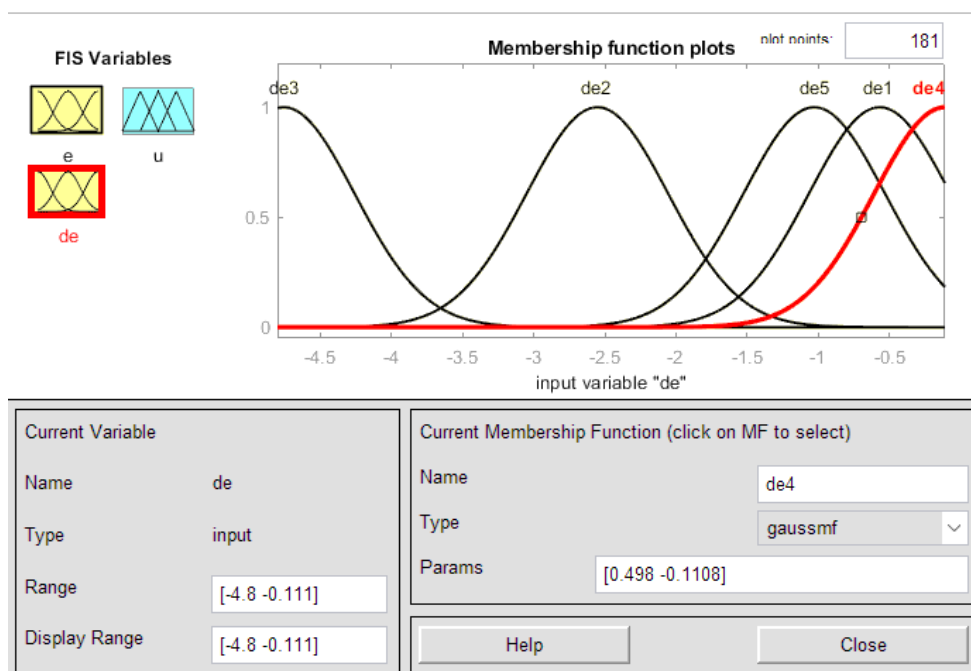 FIS Variables
e
u
de
Membership function plots
plot points:
181
de3
de2
de5
de1
de4
1
0.5
0
-4.5
-4
-3.5
-3
-2.5
-2
-1.5
-1
-0.5
input variable "de"
Current Variable
Name
de
Type
input
Range
[-4.8 -0.111]
Display Range
[-4.8 -0.111]
Current Membership Function (click on MF to select)
Name
de4
Type
gaussmf
Params
[0.498 -0.1108]
Help
Close